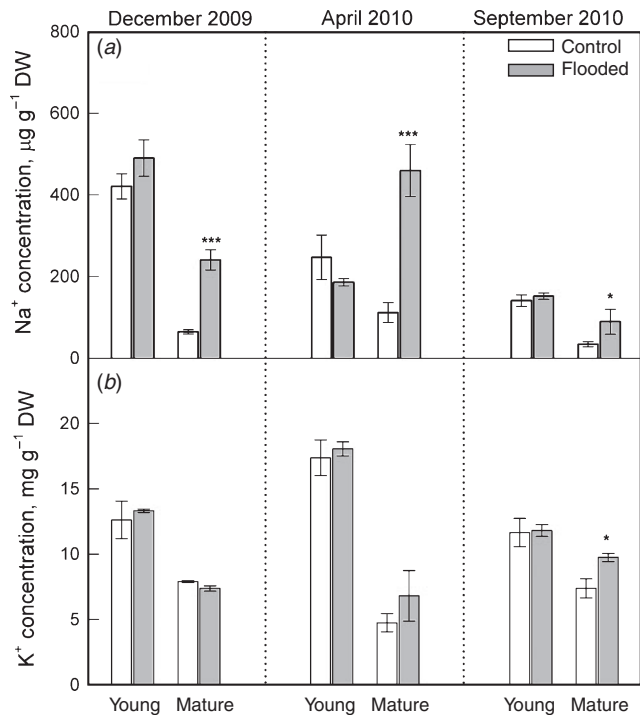 December 2009 April 2010 September 2010
(a)
Control
Flooded
Na+ concentration, µg g–1 DW
800
600
400
200
0
***
***
*
(b)
K+ concentration, mg g–1 DW
20
15
10
5
0
*
Young Mature Young Mature Young Mature